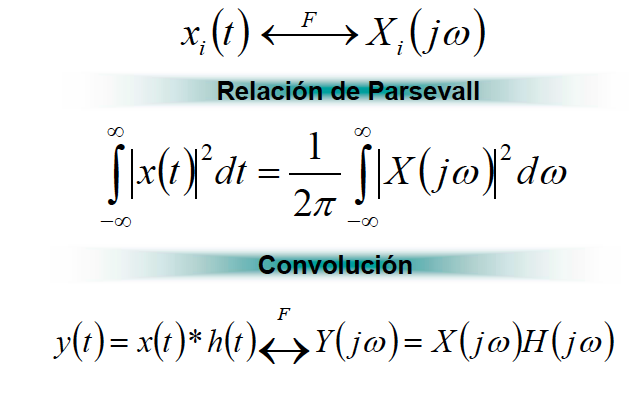 xᵢ(t) ⟷ᶠ Xᵢ(jω)
Relación de Parsevall
∫_{-∞}^{∞} |x(t)|² dt = 1/2π ∫_{-∞}^{∞} |X(jω)|² dω
Convolución
y(t) = x(t) * h(t) ⟷ᶠ Y(jω) = X(jω)H(jω)